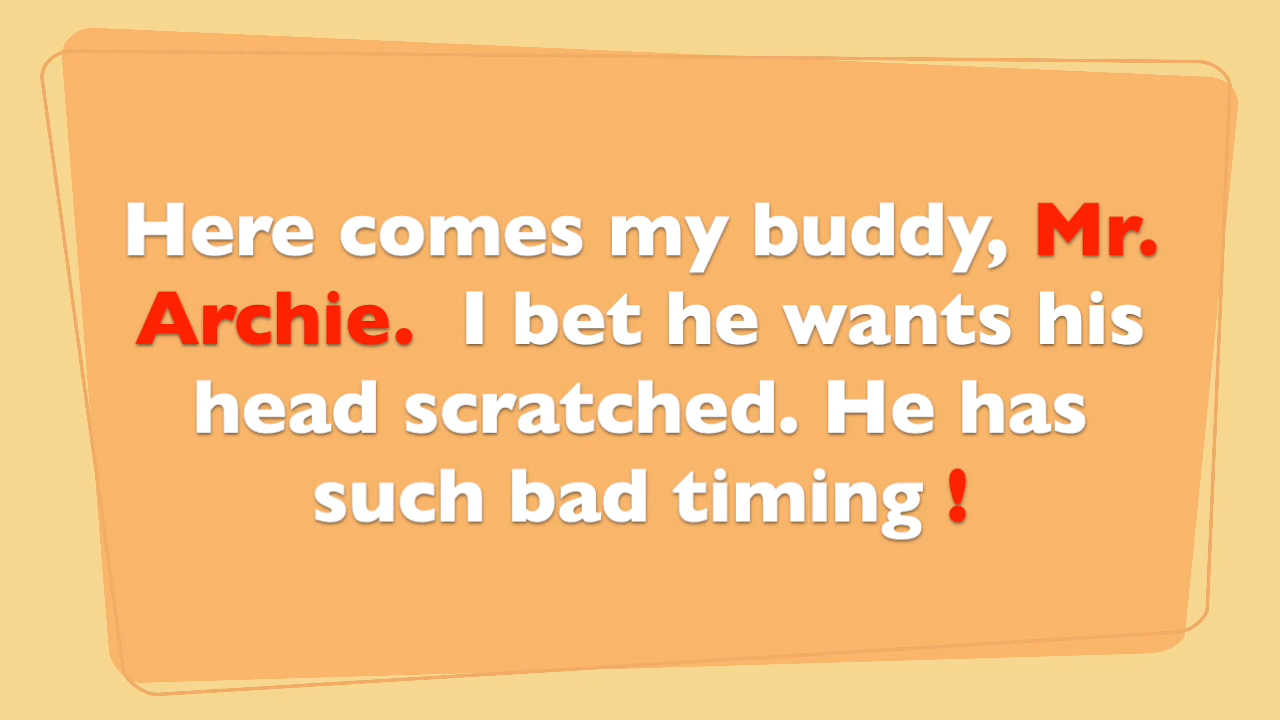 Here comes my buddy, Mr.
Archie.  I bet he wants his
head scratched. He has
such bad timing !